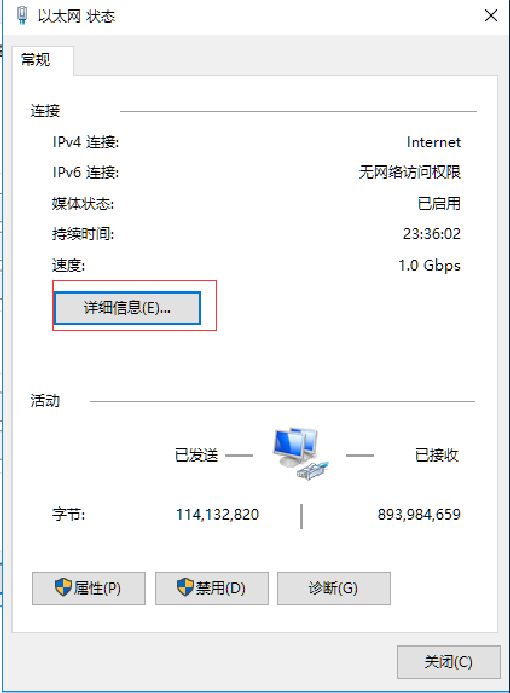 以太网 状态
常规
连接
IPv4 连接: Internet
IPv6 连接: 无网络访问权限
媒体状态: 已启用
持续时间: 23:36:02
速度: 1.0 Gbps
详细信息(E)...
活动
已发送 — — 已接收
字节: 114,132,820 893,984,659
属性(P) 禁用(D) 诊断(G)
关闭(C)